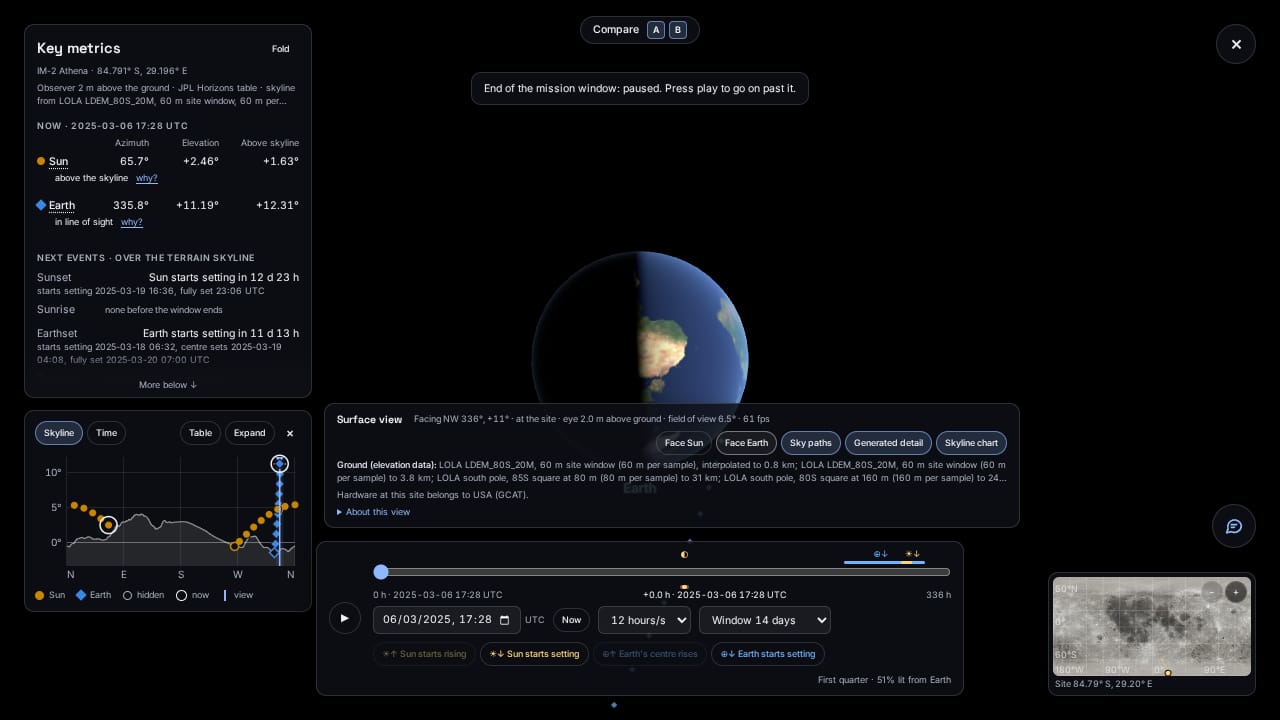 Compare A B
Key metrics
Fold
IM-2 Athena · 84.791° S, 29.196° E
Observer 2 m above the ground · JPL Horizons table · skyline
from LOLA LDEM_80S_20M, 60 m site window, 60 m per...
End of the mission window: paused. Press play to go on past it.
NOW · 2025-03-06 17:28 UTC
Azimuth Elevation Above skyline
Sun 65.7° +2.46° +1.63°
above the skyline why?
Earth 335.8° +11.19° +12.31°
in line of sight why?
NEXT EVENTS · OVER THE TERRAIN SKYLINE
Sunset Sun starts setting in 12 d 23 h
starts setting 2025-03-19 16:36, fully set 23:06 UTC
Sunrise none before the window ends
Earthset Earth starts setting in 11 d 13 h
starts setting 2025-03-18 06:32, centre sets 2025-03-19
04:08, fully set 2025-03-20 07:00 UTC
More below ↓
Skyline Time Table Expand ×
10°
5°
0°
N E S W N
Sun Earth hidden now view
Surface view Facing NW 336°, +11° · at the site · eye 2.0 m above ground · field of view 6.5° · 61 fps
Face Sun Face Earth Sky paths Generated detail Skyline chart
Ground (elevation data): LOLA LDEM_80S_20M, 60 m site window (60 m per sample), interpolated to 0.8 km; LOLA LDEM_80S_20M, 60 m site window (60 m
per sample) to 3.8 km; LOLA south pole, 85S square at 80 m (80 m per sample) to 31 km; LOLA south pole, 80S square at 160 m (160 m per sample) to 24...
Earth
Hardware at this site belongs to USA (GCAT).
▶ About this view
⊕↓ ☀↓
0 h · 2025-03-06 17:28 UTC +0.0 h · 2025-03-06 17:28 UTC 336 h
06/03/2025, 17:28 UTC Now 12 hours/s Window 14 days
☀↑ Sun starts rising ☀↓ Sun starts setting ⊕↑ Earth's centre rises ⊕↓ Earth starts setting
First quarter · 51% lit from Earth
60°N
0°
60°S
180°W 90°W 0° 90°E
− +
Site 84.79° S, 29.20° E